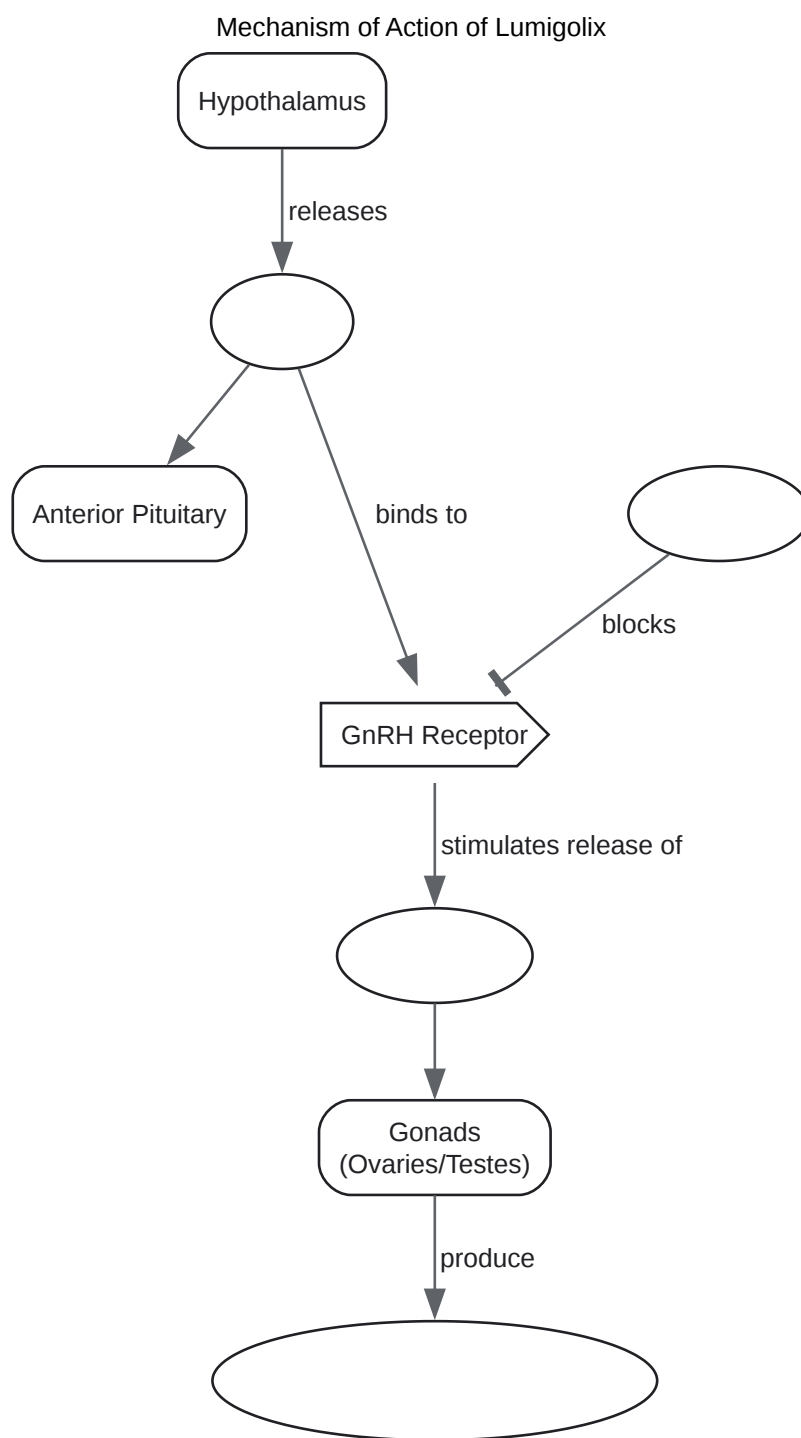 Mechanism of Action of Lumigolix
Hypothalamus
releases
Anterior Pituitary
binds to
blocks
GnRH Receptor
stimulates release of
Gonads
(Ovaries/Testes)
produce